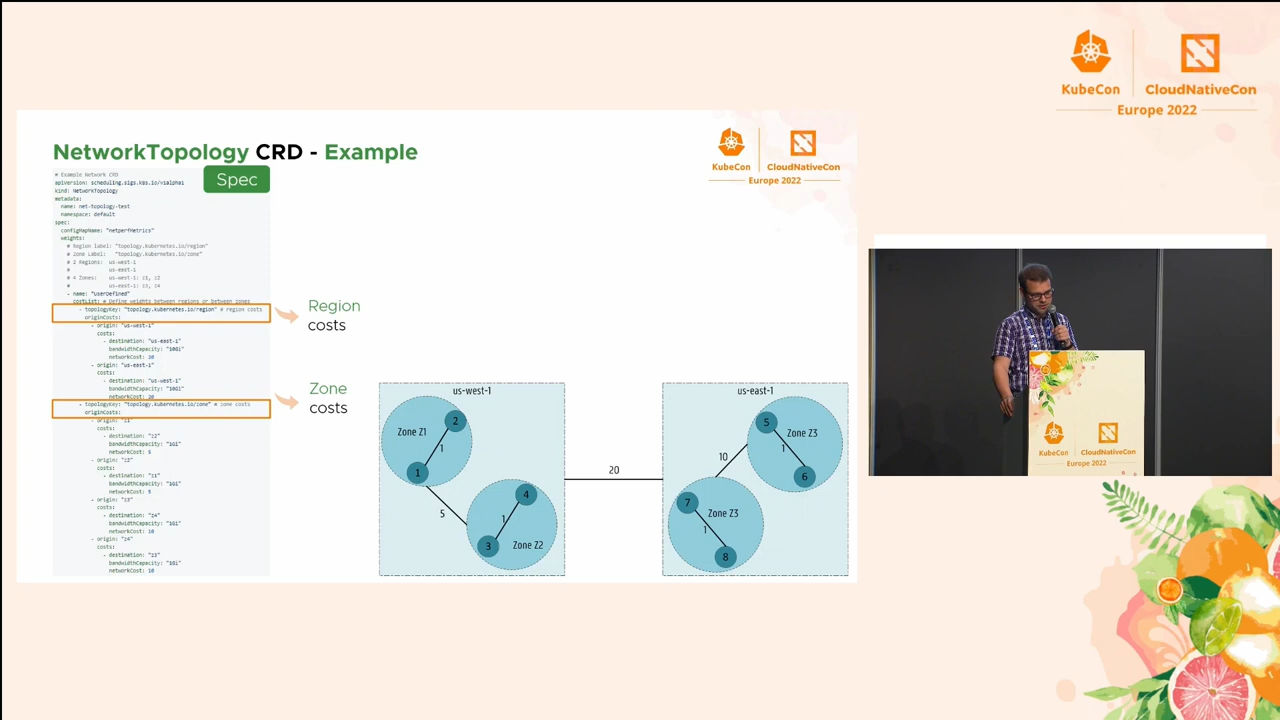 KubeCon
CloudNativeCon
Europe 2022
NetworkTopology CRD - Example
KubeCon
CloudNativeCon
Europe 2022
Spec
# Example Network CRD
apiVersion: scheduling.sigs.k8s.io/v1alpha1
kind: NetworkTopology
metadata:
name: net-topology-test
namespace: default
spec:
configMapName: "netperfMetrics"
weights:
# Region label: "topology.kubernetes.io/region"
# Zone Label: "topology.kubernetes.io/zone"
# 2 Regions: us-west-1
# us-east-1
# 4 Zones: us-west-1: z1, z2
# us-east-1: z3, z4
- name: "UserDefined"
costList: # Define weights between regions or between zones
- topologyKey: "topology.kubernetes.io/region" # region costs
originCosts:
- origin: "us-west-1"
costs:
- destination: "us-east-1"
bandwidthCapacity: "10Gi"
networkCost: 20
- origin: "us-east-1"
costs:
- destination: "us-west-1"
bandwidthCapacity: "10Gi"
networkCost: 20
- topologyKey: "topology.kubernetes.io/zone" # zone costs
originCosts:
- origin: "z1"
costs:
- destination: "z2"
bandwidthCapacity: "1Gi"
networkCost: 5
- origin: "z2"
costs:
- destination: "z1"
bandwidthCapacity: "1Gi"
networkCost: 5
- origin: "z3"
costs:
- destination: "z4"
bandwidthCapacity: "1Gi"
networkCost: 10
- origin: "z4"
costs:
- destination: "z3"
bandwidthCapacity: "1Gi"
networkCost: 10
Region
costs
Zone
costs
us-west-1
Zone Z1
2
1
1
5
4
1
3
Zone Z2
20
us-east-1
5
Zone Z3
1
6
10
7
Zone Z3
1
8
KubeCon
CloudNativeCon
Europe 2022